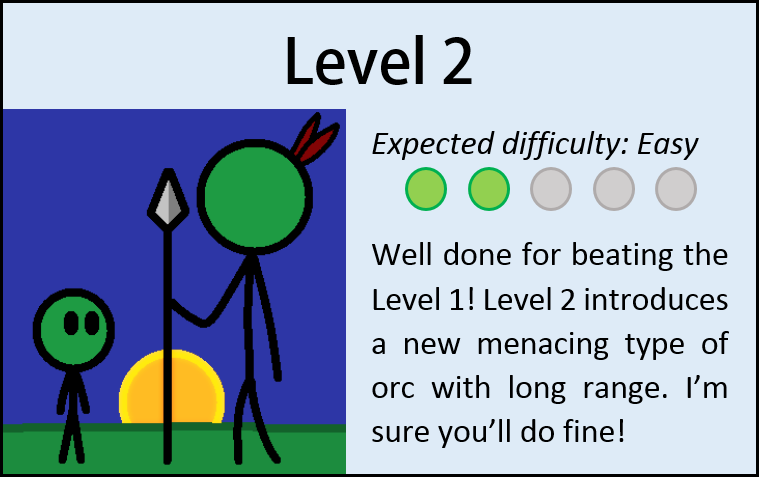 Level 2
Expected difficulty: Easy
Well done for beating the
Level 1! Level 2 introduces
a new menacing type of
orc with long range. I’m
sure you’ll do fine!